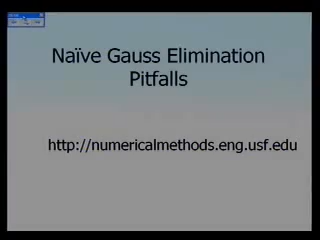 Naïve Gauss Elimination
Pitfalls
http://numericalmethods.eng.usf.edu